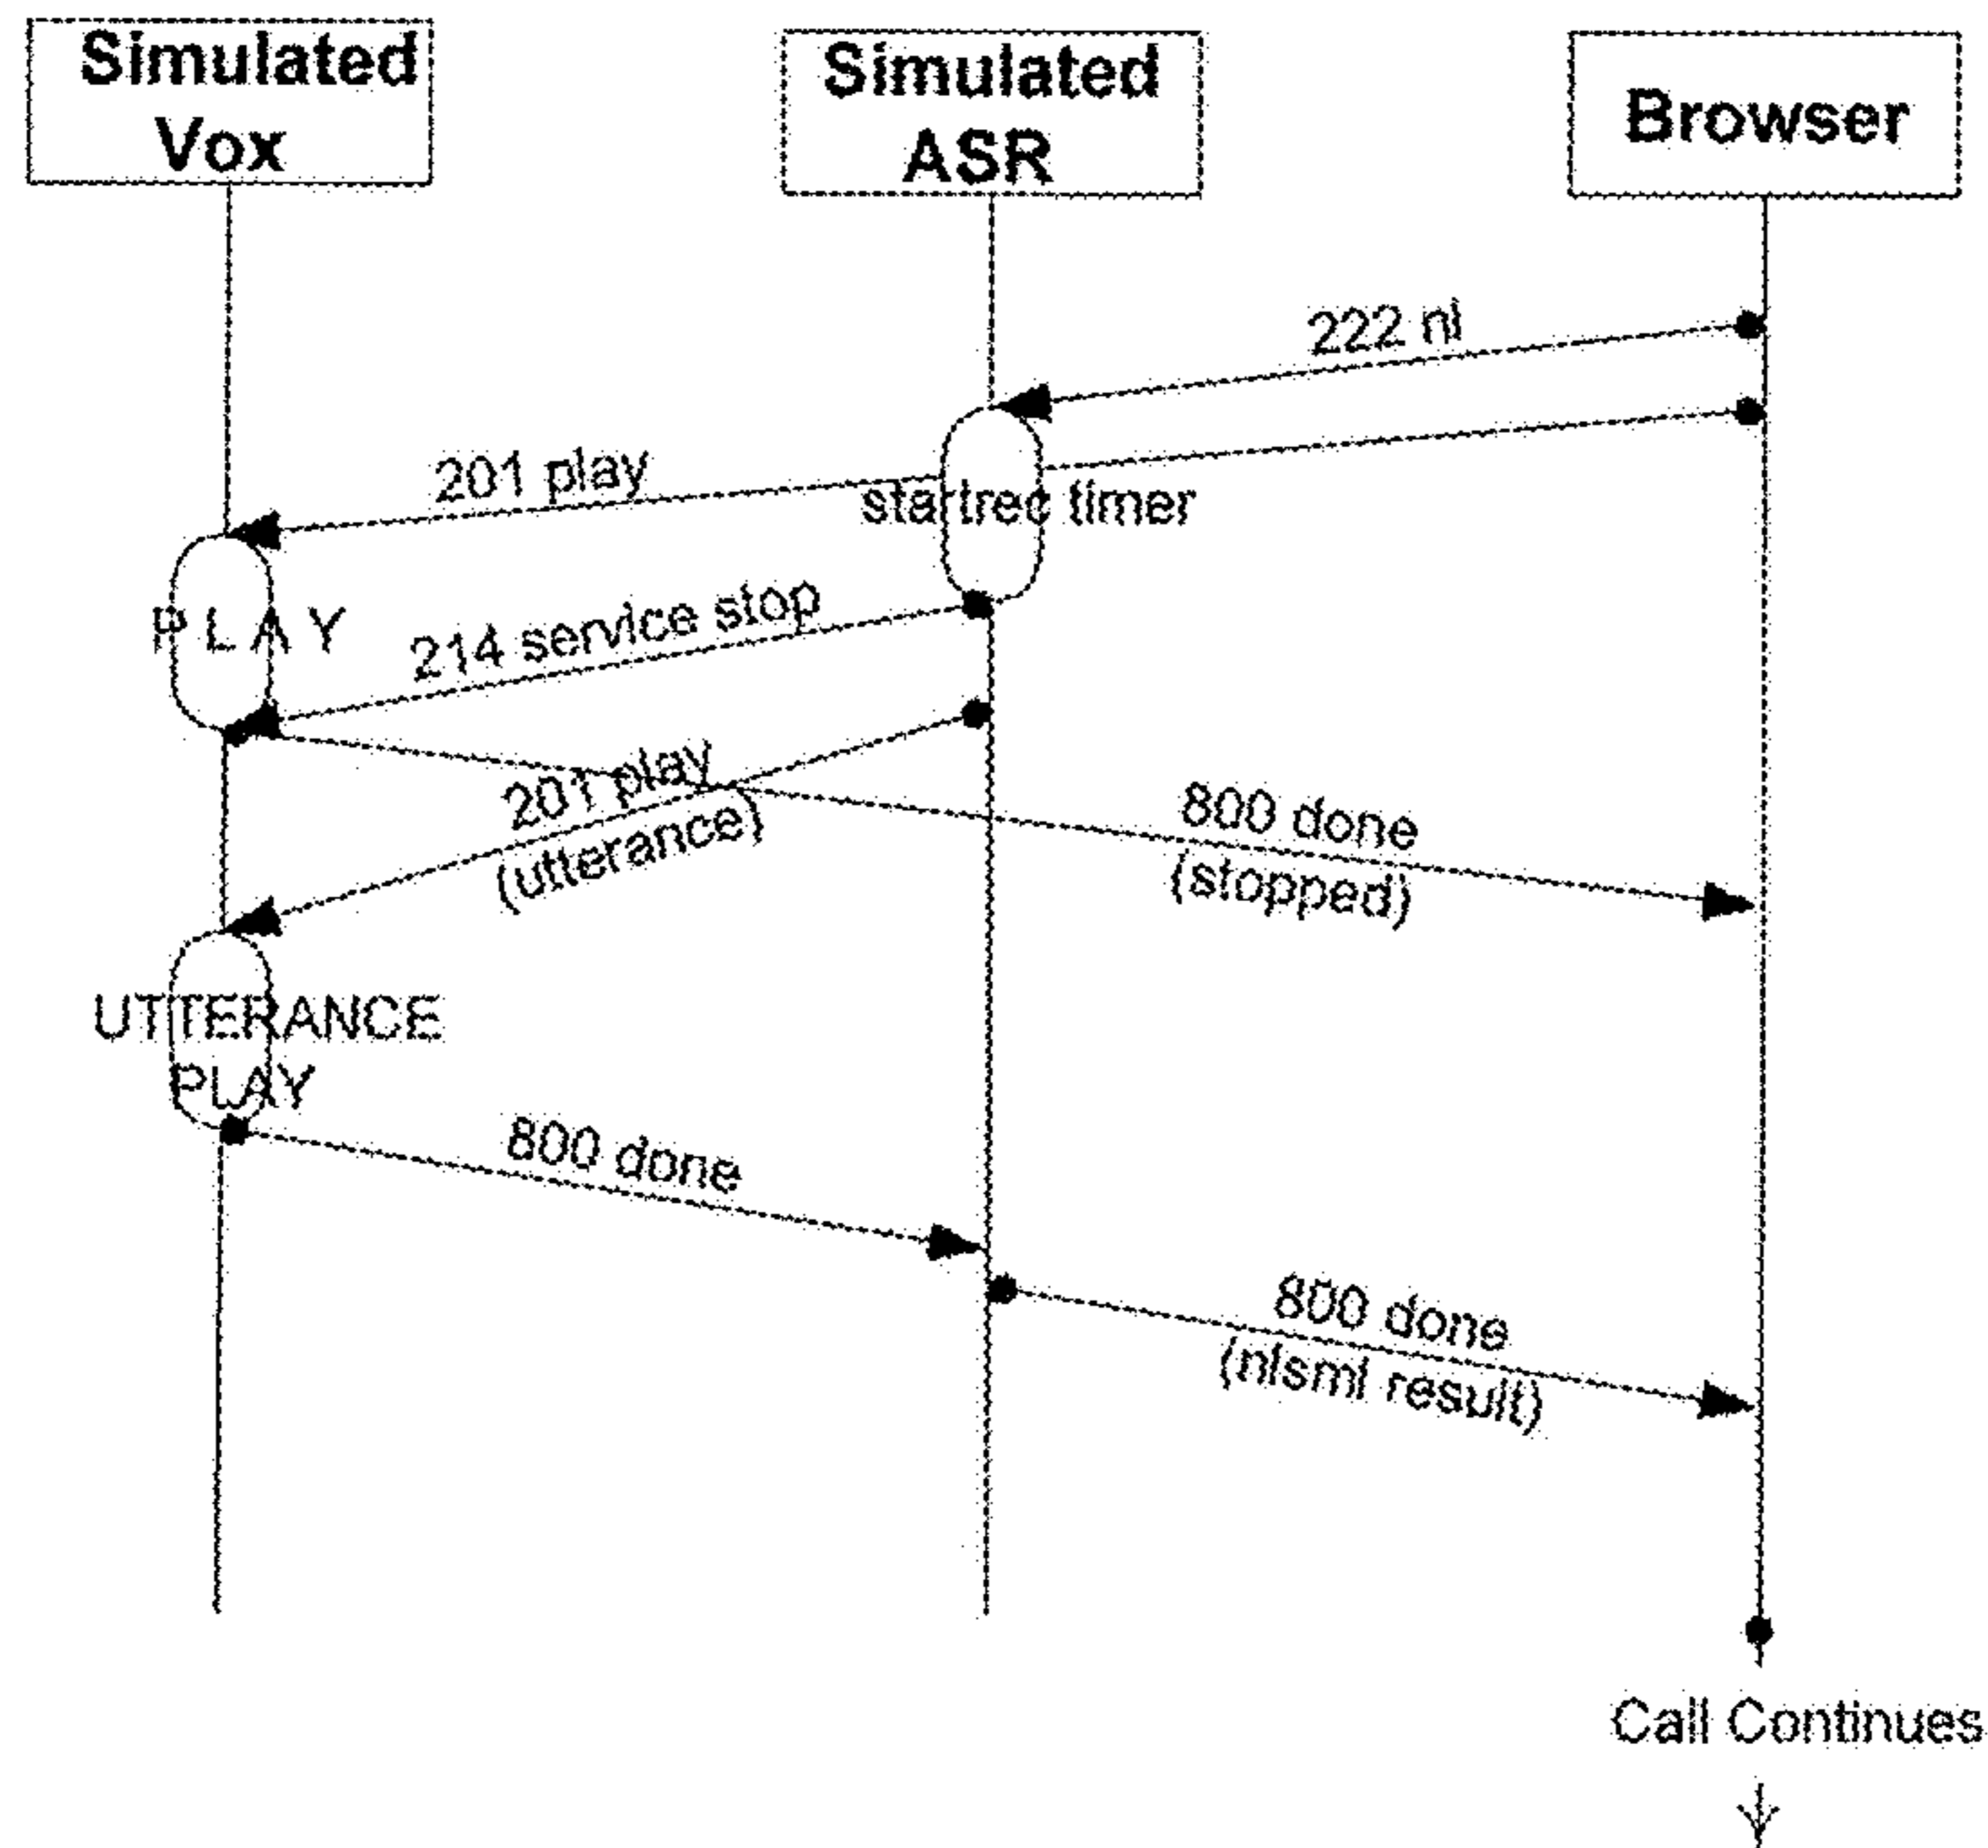 Simulated
Vox
Simulated
ASR
Browser
222 nl
201 play
startrec timer
PLAY
214 service stop
201 play
(utterance)
800 done
(stopped)
UTTERANCE
PLAY
800 done
800 done
(nlsml result)
Call Continues